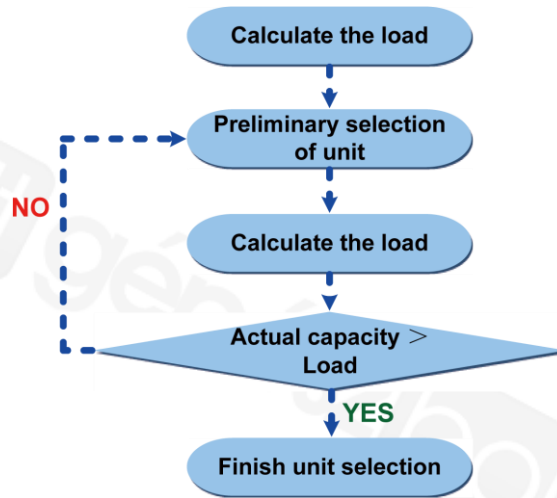 Calculate the load
Preliminary selection
of unit
NO
Calculate the load
Actual capacity >
Load
YES
Finish unit selection